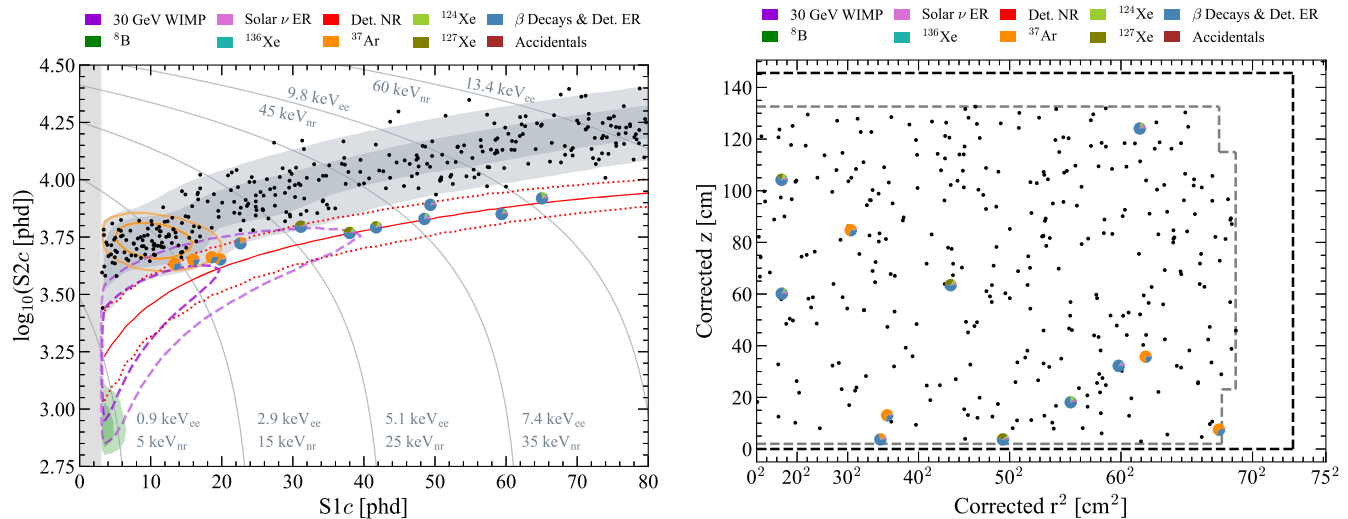 30 GeV WIMP Solar ν ER Det. NR ¹²⁴Xe β Decays & Det. ER
⁸B ¹³⁶Xe ³⁷Ar ¹²⁷Xe Accidentals
4.50
4.25
4.00
3.75
3.50
3.25
3.00
2.75
log₁₀(S2c [phd])
9.8 keVₑₑ
45 keVₙᵣ
60 keVₙᵣ
13.4 keVₑₑ
0.9 keVₑₑ
5 keVₙᵣ
2.9 keVₑₑ
15 keVₙᵣ
5.1 keVₑₑ
25 keVₙᵣ
7.4 keVₑₑ
35 keVₙᵣ
0 10 20 30 40 50 60 70 80
S1c [phd]
30 GeV WIMP Solar ν ER Det. NR ¹²⁴Xe β Decays & Det. ER
⁸B ¹³⁶Xe ³⁷Ar ¹²⁷Xe Accidentals
140
120
100
80
60
40
20
0
Corrected z [cm]
0² 20² 30² 40² 50² 60² 70² 75²
Corrected r² [cm²]